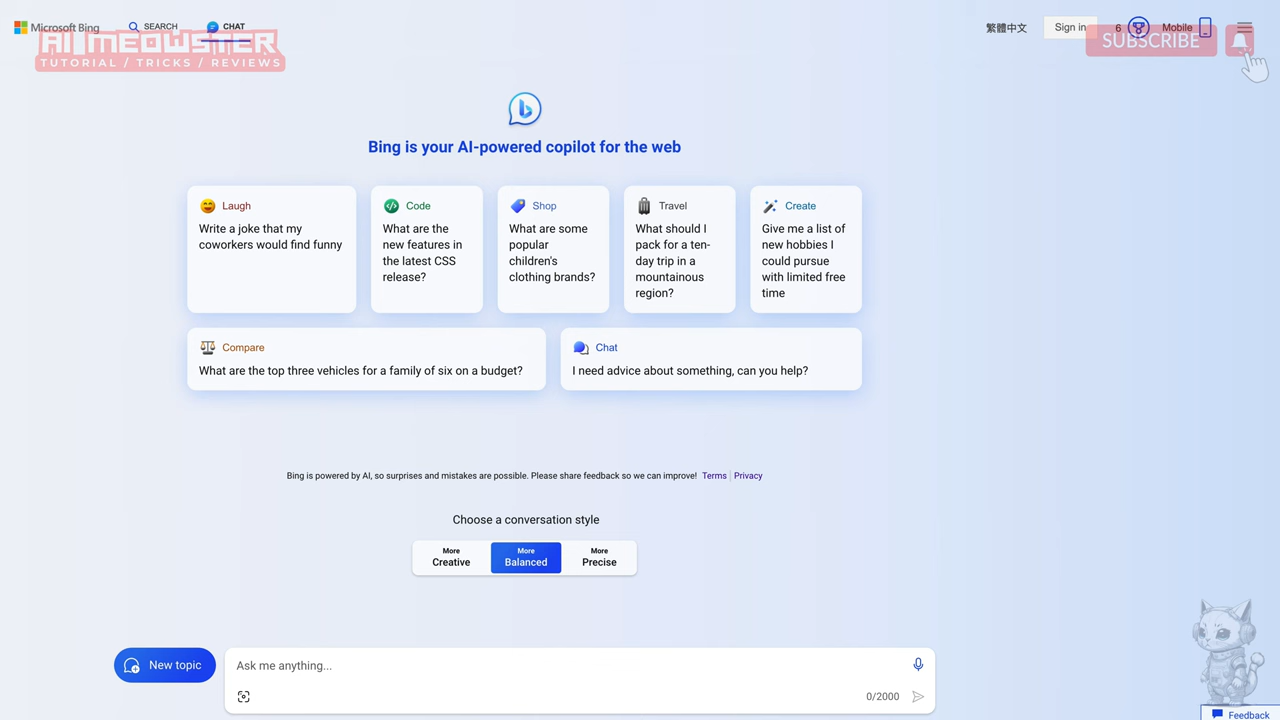 Microsoft Bing
SEARCH
CHAT
繁體中文
Sign in
6
Mobile
AI MEOWSTER
TUTORIAL / TRICKS / REVIEWS
SUBSCRIBE
Bing is your AI-powered copilot for the web
Laugh
Write a joke that my
coworkers would find funny
Code
What are the
new features in
the latest CSS
release?
Shop
What are some
popular
children's
clothing brands?
Travel
What should I
pack for a ten-
day trip in a
mountainous
region?
Create
Give me a list of
new hobbies I
could pursue
with limited free
time
Compare
What are the top three vehicles for a family of six on a budget?
Chat
I need advice about something, can you help?
Bing is powered by AI, so surprises and mistakes are possible. Please share feedback so we can improve! Terms Privacy
Choose a conversation style
More
Creative
More
Balanced
More
Precise
New topic
Ask me anything...
0/2000
Feedback